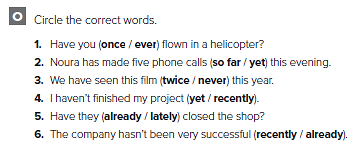 O Circle the correct words.
1. Have you (once / ever) flown in a helicopter?
2. Noura has made five phone calls (so far / yet) this evening.
3. We have seen this film (twice / never) this year.
4. I haven't finished my project (yet / recently).
5. Have they (already / lately) closed the shop?
6. The company hasn't been very successful (recently / already).